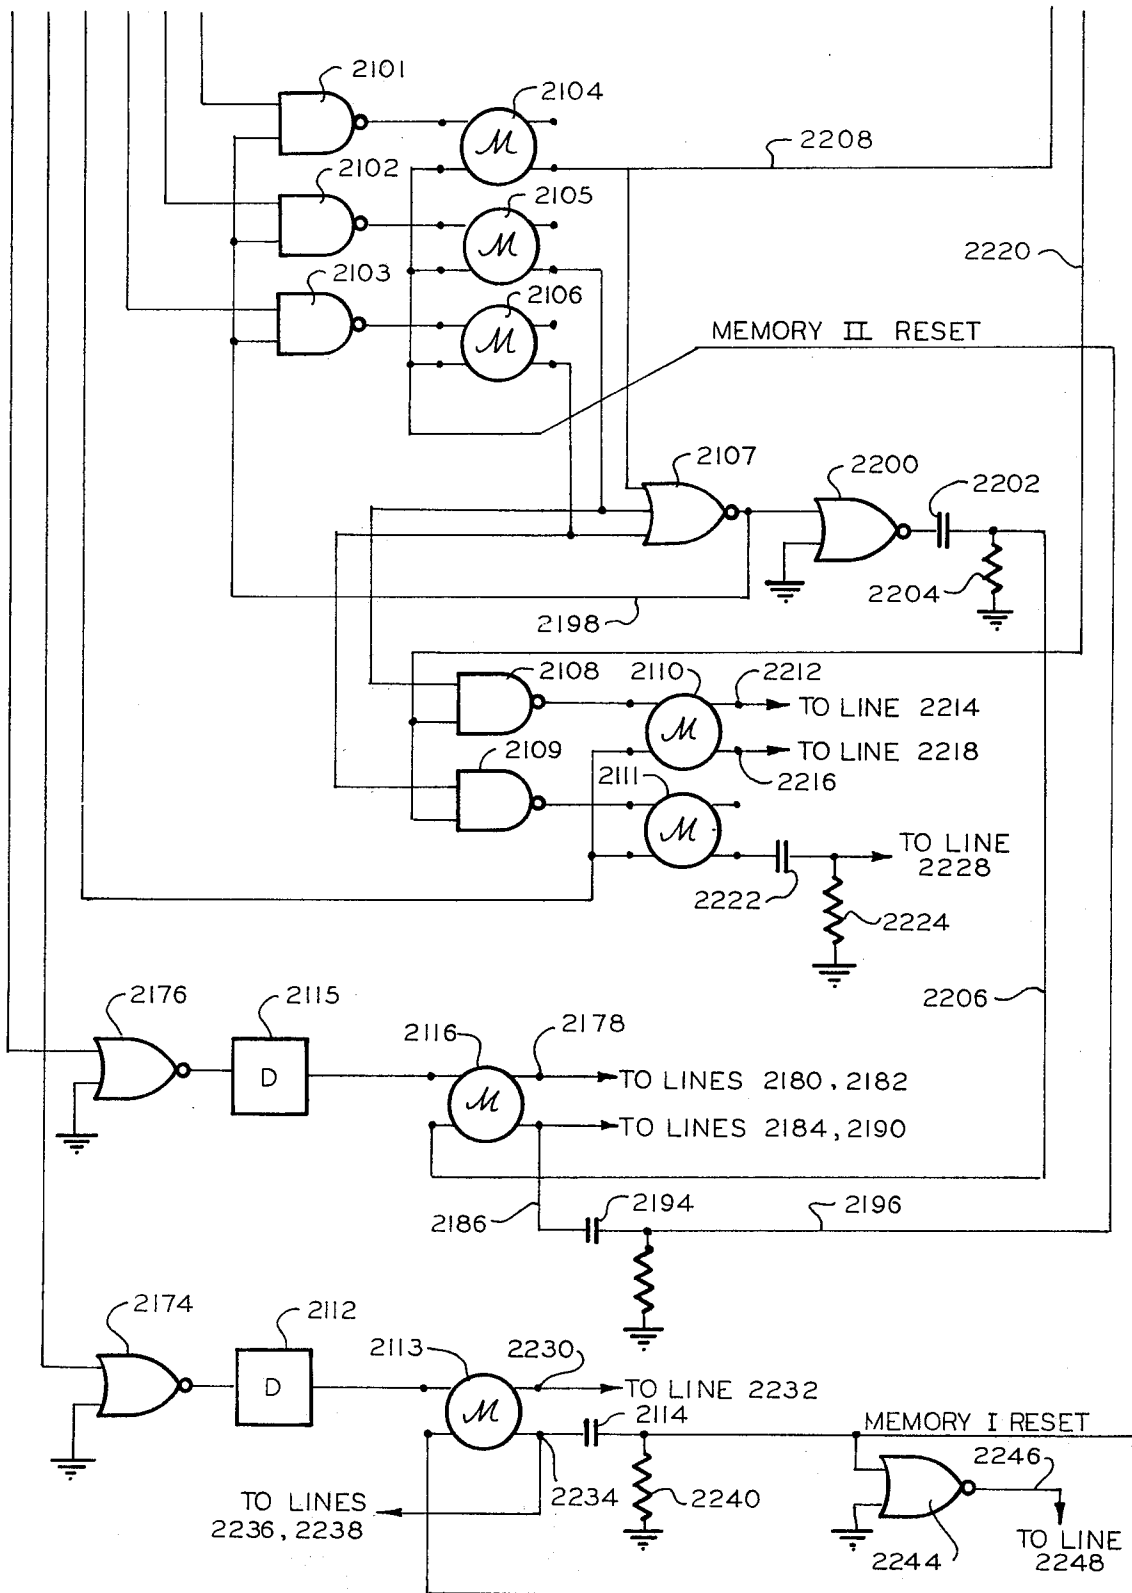 2101
2104
M
2208
2102
2105
M
2220
2103
2106
M
MEMORY II RESET
2107
2200
2202
2204
2198
2108
2110
2212
TO LINE 2214
M
TO LINE 2218
2109
2111
2216
M
TO LINE
2228
2222
2224
2206
2176
2115
2116
2178
D
M
TO LINES 2180, 2182
TO LINES 2184, 2190
2186
2194
2196
2174
2112
2113
2230
D
M
TO LINE 2232
2114
MEMORY I RESET
2246
TO LINES
2236, 2238
2234
2240
2244
TO LINE
2248